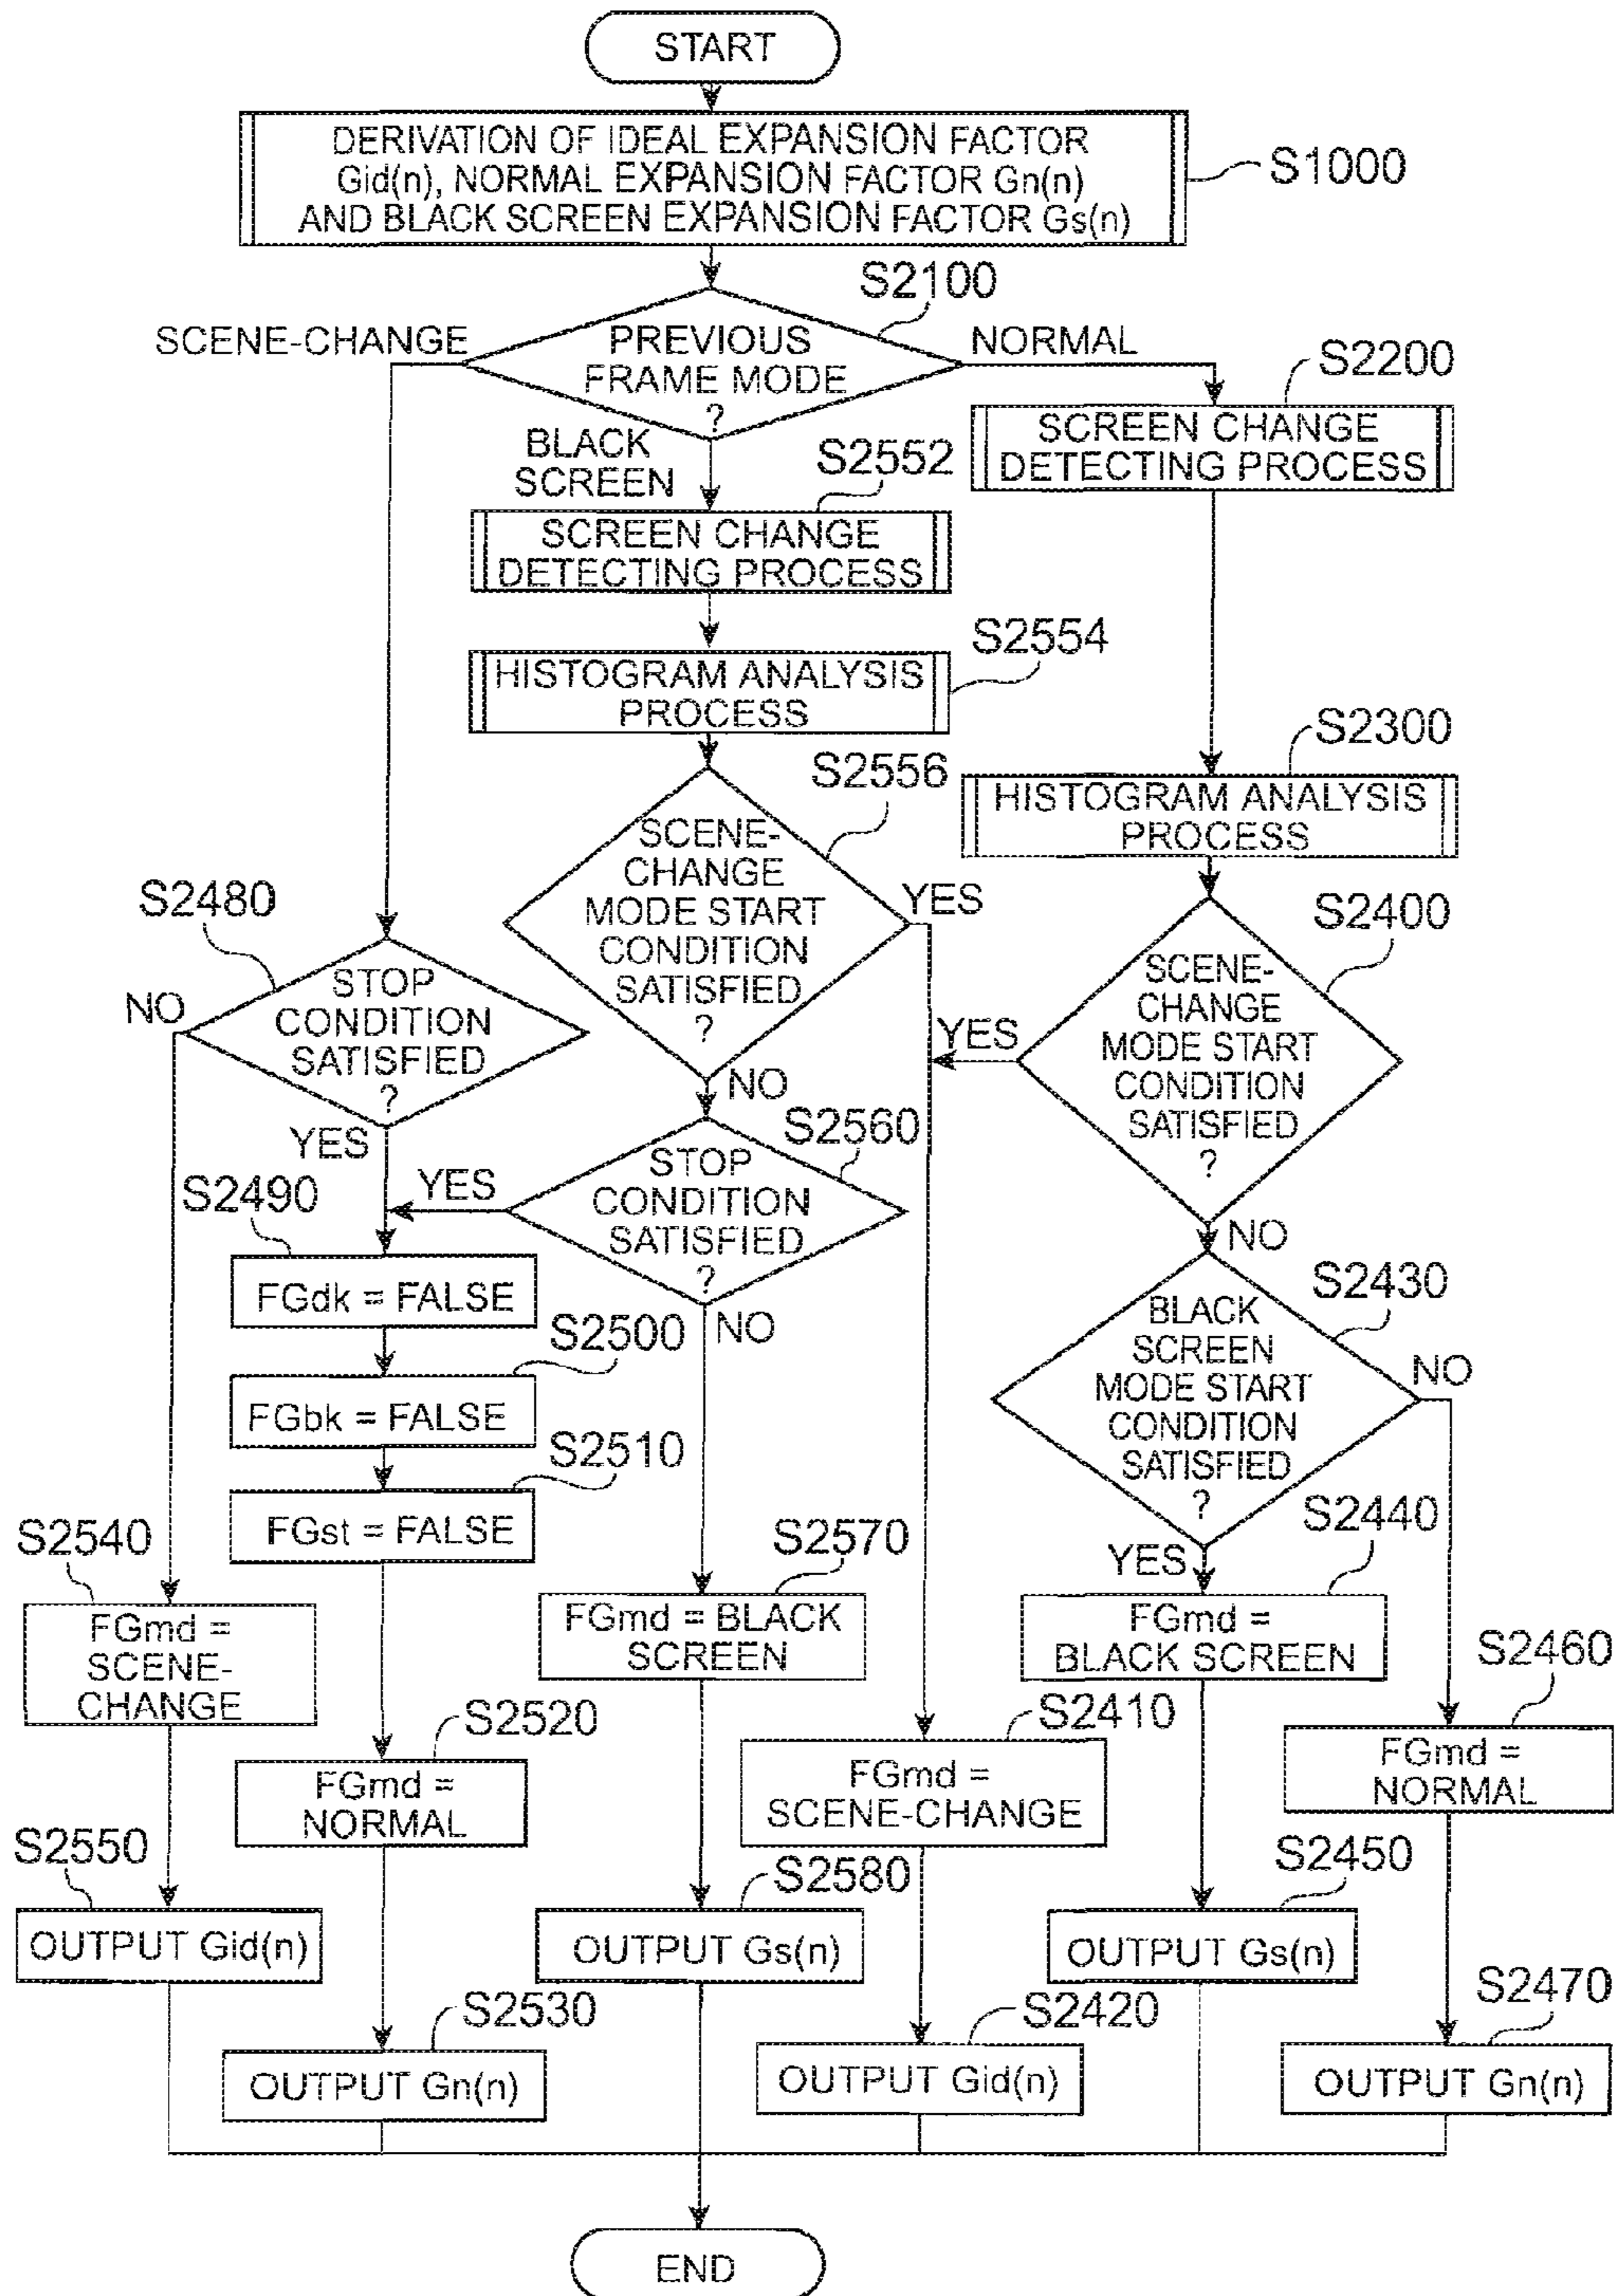 START
DERIVATION OF IDEAL EXPANSION FACTOR
Gid(n), NORMAL EXPANSION FACTOR Gn(n)
AND BLACK SCREEN EXPANSION FACTOR Gs(n)
S1000
S2100
SCENE-CHANGE
PREVIOUS
FRAME MODE
?
NORMAL
S2200
SCREEN CHANGE
DETECTING PROCESS
BLACK
SCREEN
S2552
SCREEN CHANGE
DETECTING PROCESS
S2554
HISTOGRAM ANALYSIS
PROCESS
S2300
HISTOGRAM ANALYSIS
PROCESS
S2556
SCENE-
CHANGE
MODE START
CONDITION
SATISFIED
?
YES
S2400
SCENE-
CHANGE
MODE START
CONDITION
SATISFIED
?
YES
S2480
NO
STOP
CONDITION
SATISFIED
?
YES
NO
S2560
STOP
CONDITION
SATISFIED
?
YES
NO
S2490
FGdk = FALSE
S2500
FGbk = FALSE
S2510
FGst = FALSE
NO
S2430
BLACK
SCREEN
MODE START
CONDITION
SATISFIED
?
NO
YES
S2440
FGmd =
BLACK SCREEN
S2540
FGmd =
SCENE-
CHANGE
S2570
FGmd = BLACK
SCREEN
S2460
FGmd =
NORMAL
S2520
FGmd =
NORMAL
S2410
FGmd =
SCENE-CHANGE
S2550
OUTPUT Gid(n)
S2580
OUTPUT Gs(n)
S2450
OUTPUT Gs(n)
S2530
OUTPUT Gn(n)
S2420
OUTPUT Gid(n)
S2470
OUTPUT Gn(n)
END